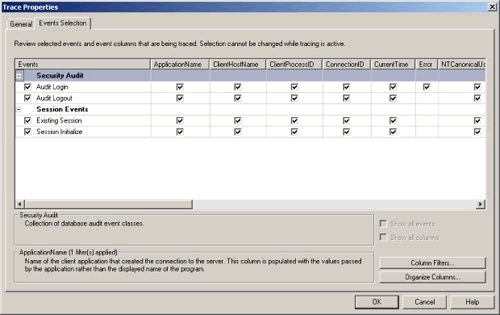 Trace Properties
General Events Selection
Review selected events and event columns that are being traced. Selection cannot be changed while tracing is active.
Events ApplicationName ClientHostName ClientProcessID ConnectionID CurrentTime Error NTCanonicalUs
Security Audit
Audit Login
Audit Logout
Session Events
Existing Session
Session Initialize
Security Audit
Collection of database audit event classes.
Show all events
Show all columns
ApplicationName (1 filter(s) applied)
Name of the client application that created the connection to the server. This column is populated with the values passed
by the application rather than the displayed name of the program.
Column Filters...
Organize Columns...
OK Cancel Help